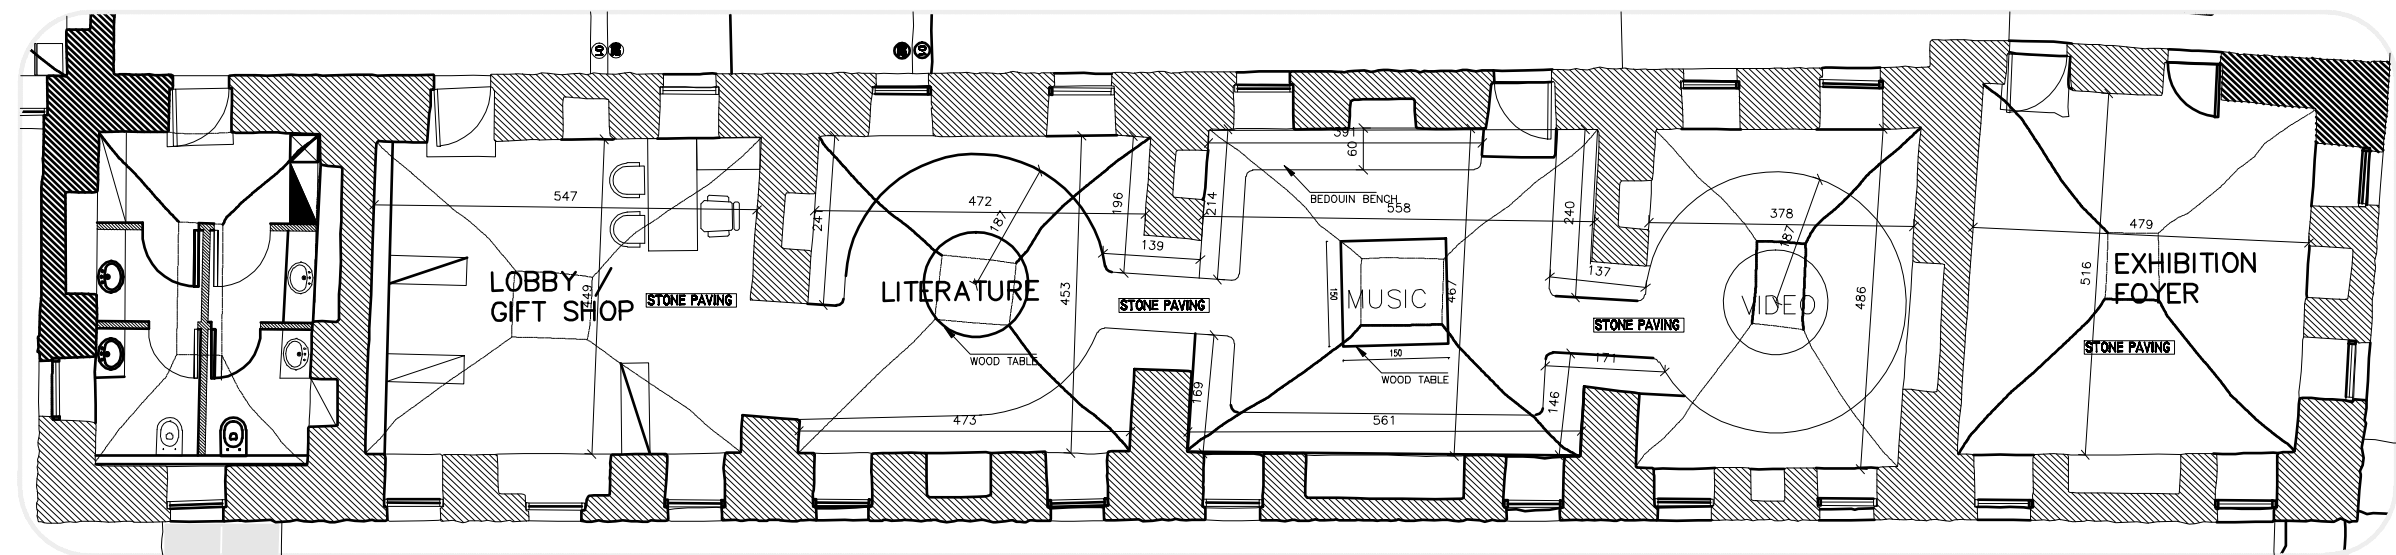 01
391
60
547
472
187
196
214
BEDOUIN BENCH
558
240
378
187
479
24
139
137
LOBBY /
GIFT SHOP
449
STONE PAVING
LITERATURE
453
STONE PAVING
150
MUSIC
467
STONE PAVING
VIDEO
486
516
EXHIBITION
FOYER
STONE PAVING
WOOD TABLE
150
WOOD TABLE
171
169
146
473
561